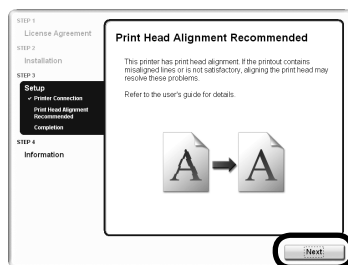 STEP 1
License Agreement
STEP 2
Installation
STEP 3
Setup
✓ Printer Connection
Print Head Alignment
Recommended
Completion
STEP 4
Information
Print Head Alignment Recommended
This printer has print head alignment. If the printout contains
misaligned lines or is not satisfactory, aligning the print head may
resolve these problems.
Refer to the user's guide for details.
A
A
Next